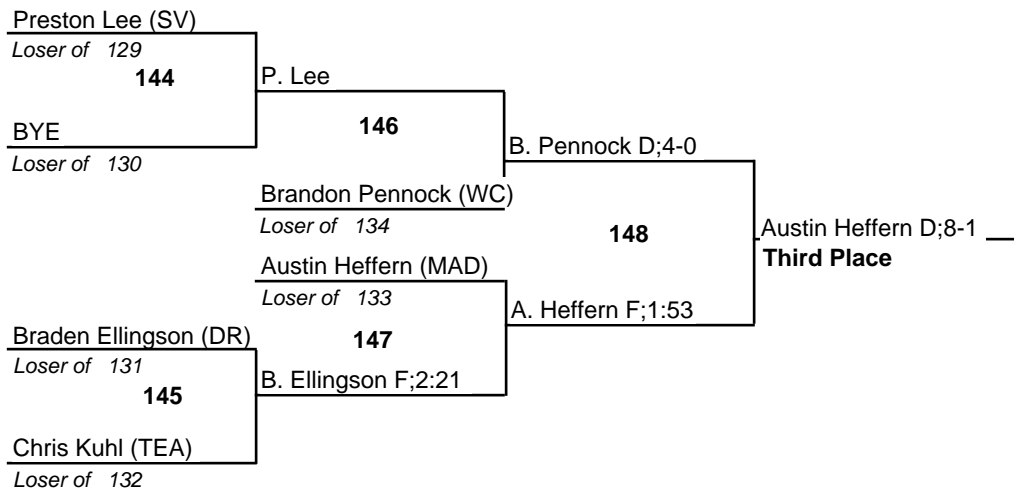 Preston Lee (SV)
Loser of 129
144
P. Lee
BYE
146
Loser of 130
B. Pennock D;4-0
Brandon Pennock (WC)
Loser of 134
148
Austin Heffern D;8-1
Third Place
Austin Heffern (MAD)
Loser of 133
A. Heffern F;1:53
Braden Ellingson (DR)
147
Loser of 131
B. Ellingson F;2:21
145
Chris Kuhl (TEA)
Loser of 132